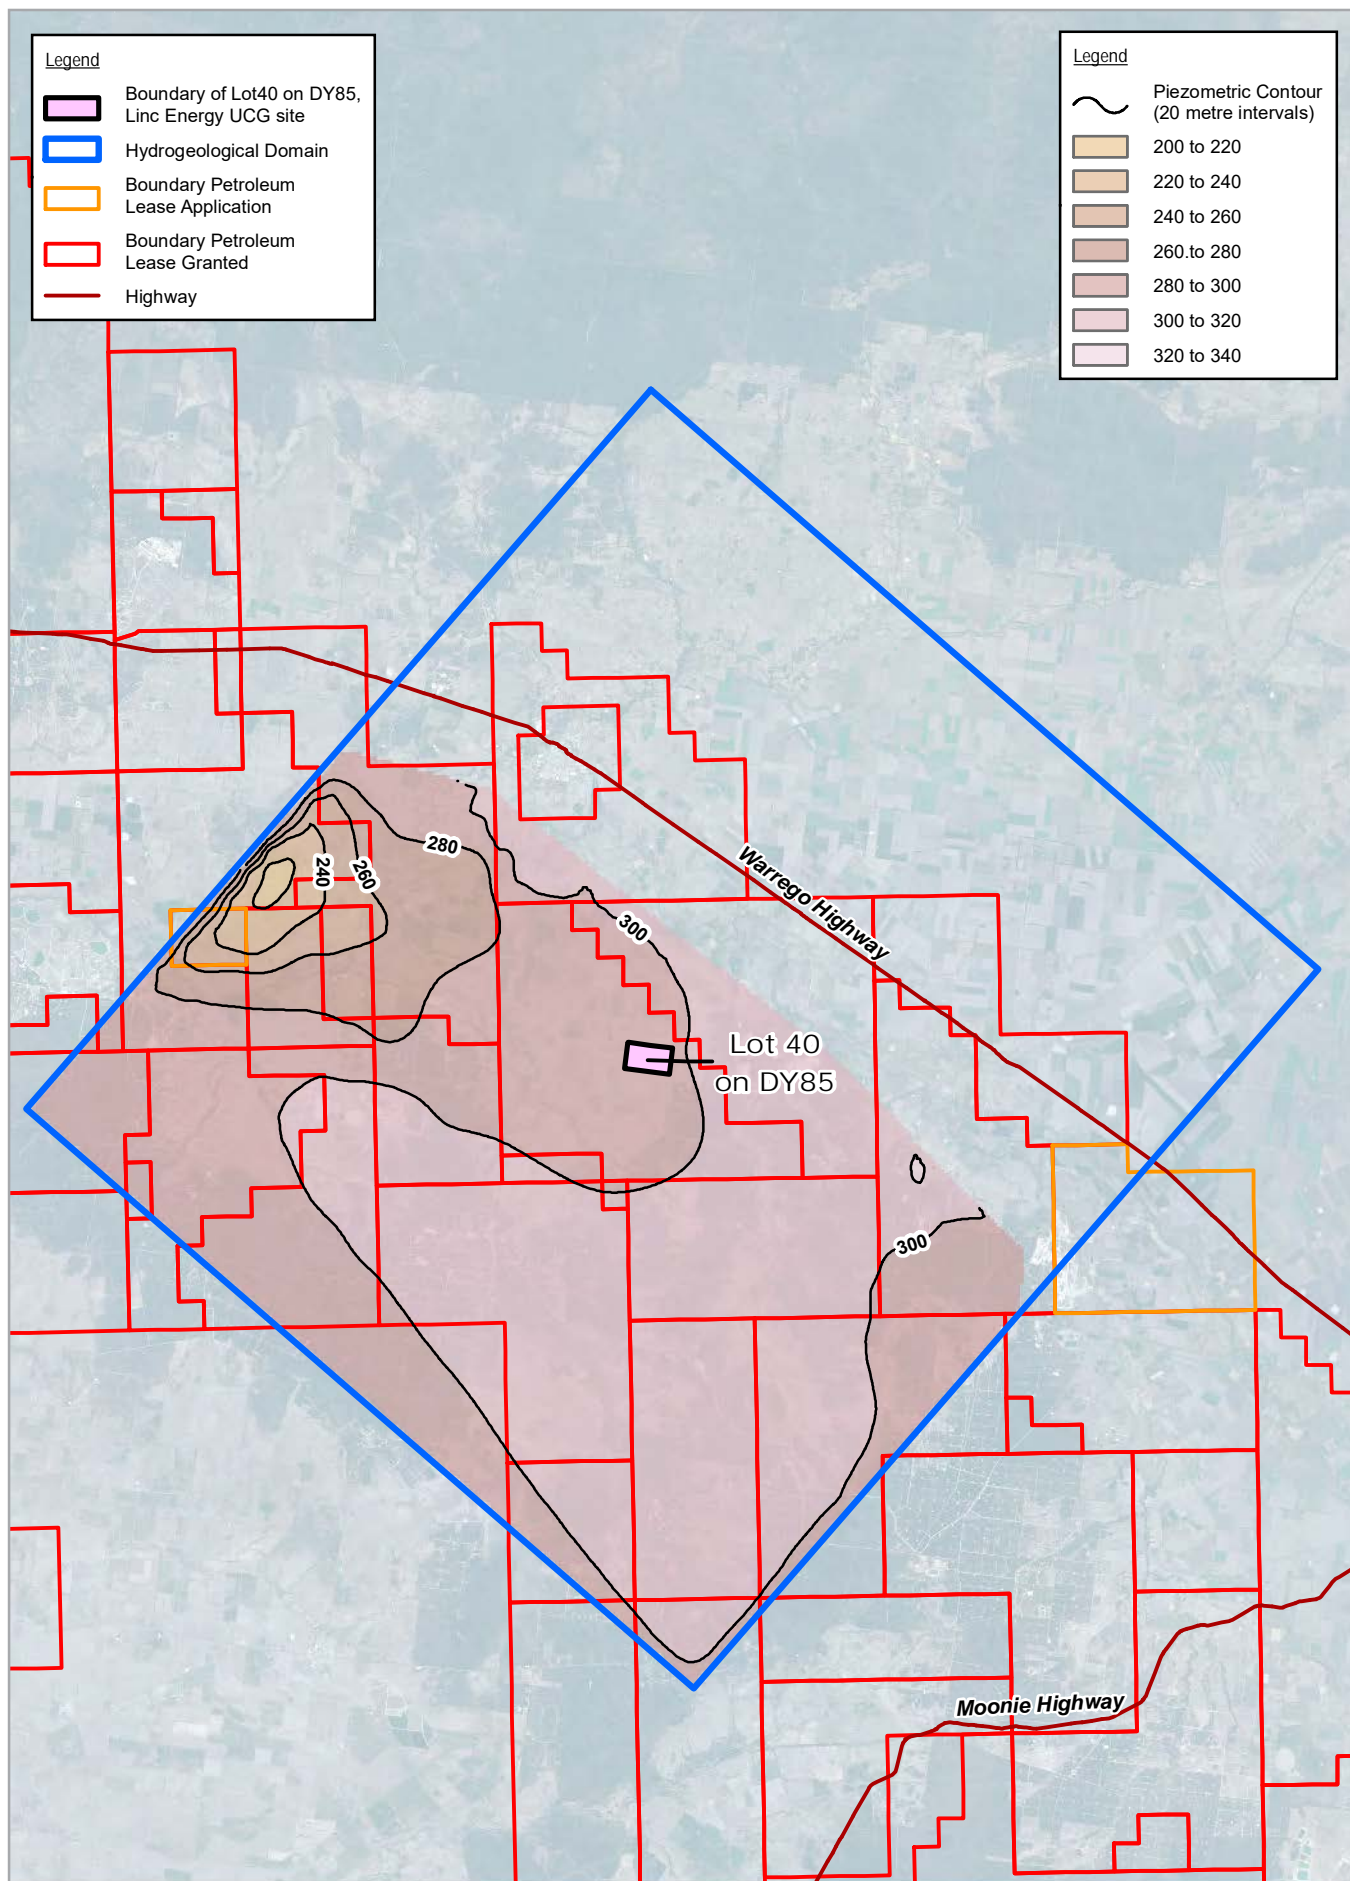 Legend
Boundary of Lot40 on DY85,
Linc Energy UCG site
Hydrogeological Domain
Boundary Petroleum
Lease Application
Boundary Petroleum
Lease Granted
Highway
Legend
Piezometric Contour
(20 metre intervals)
200 to 220
220 to 240
240 to 260
260.to 280
280 to 300
300 to 320
320 to 340
280
240
260
300
Warrego Highway
Lot 40
on DY85
300
Moonie Highway